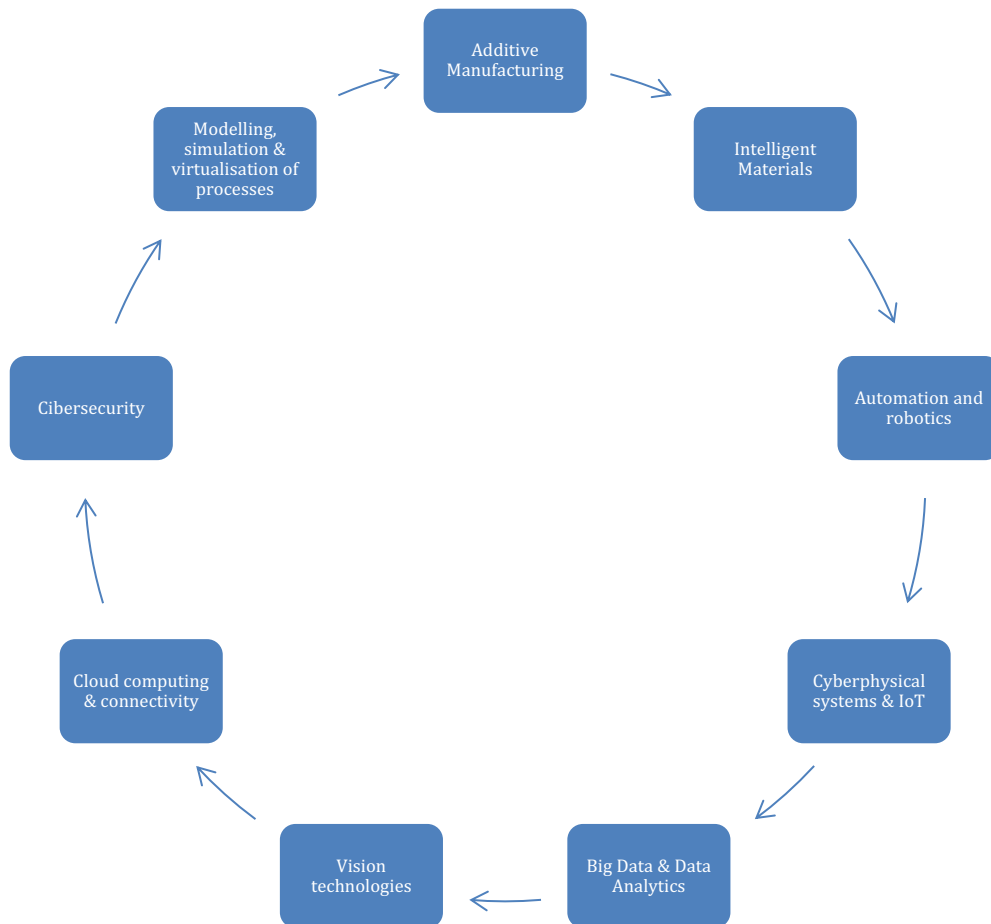 Additive
Manufacturing
Intelligent
Materials
Automation and
robotics
Cyberphysical
systems & IoT
Big Data & Data
Analytics
Vision
technologies
Cloud computing
& connectivity
Cibersecurity
Modelling,
simulation &
virtualisation of
processes